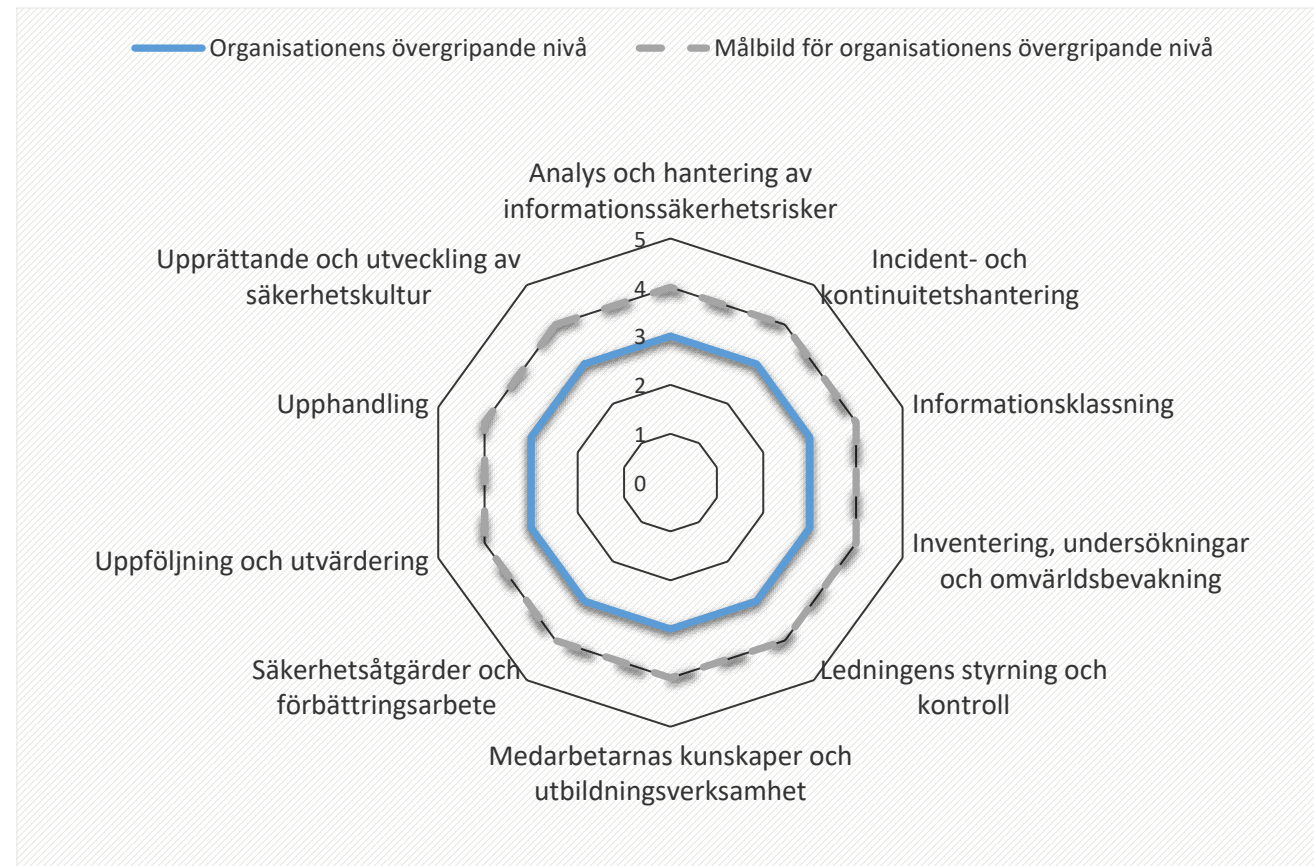 Organisationens övergripande nivå
Målbild för organisationens övergripande nivå
Analys och hantering av
informationssäkerhetsrisker
Incident- och
kontinuitetshantering
Informationsklassning
Inventering, undersökningar
och omvärldsbevakning
Ledningens styrning och
kontroll
Medarbetarnas kunskaper och
utbildningsverksamhet
Säkerhetsåtgärder och
förbättringsarbete
Uppföljning och utvärdering
Upphandling
Upprättande och utveckling av
säkerhetskultur
5
4
3
2
1
0